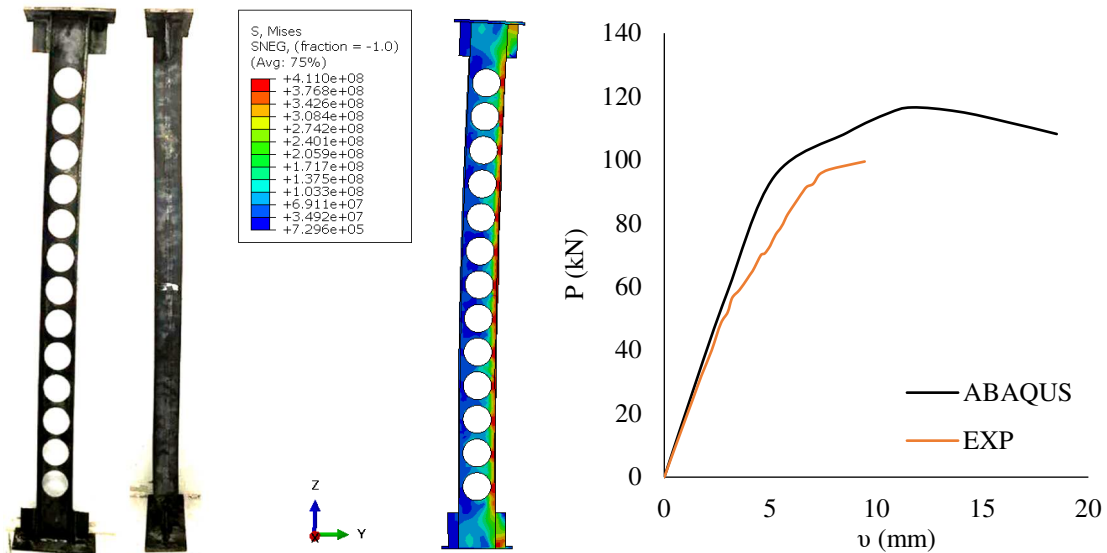 S, Mises
SNEG, (fraction = -1.0)
(Avg: 75%)
+4.110e+08
+3.768e+08
+3.426e+08
+3.084e+08
+2.742e+08
+2.401e+08
+2.059e+08
+1.717e+08
+1.375e+08
+1.033e+08
+6.911e+07
+3.492e+07
+7.296e+05
Z
Y
X
140
120
100
80
60
40
20
0
P (kN)
ABAQUS
EXP
0 5 10 15 20
υ (mm)